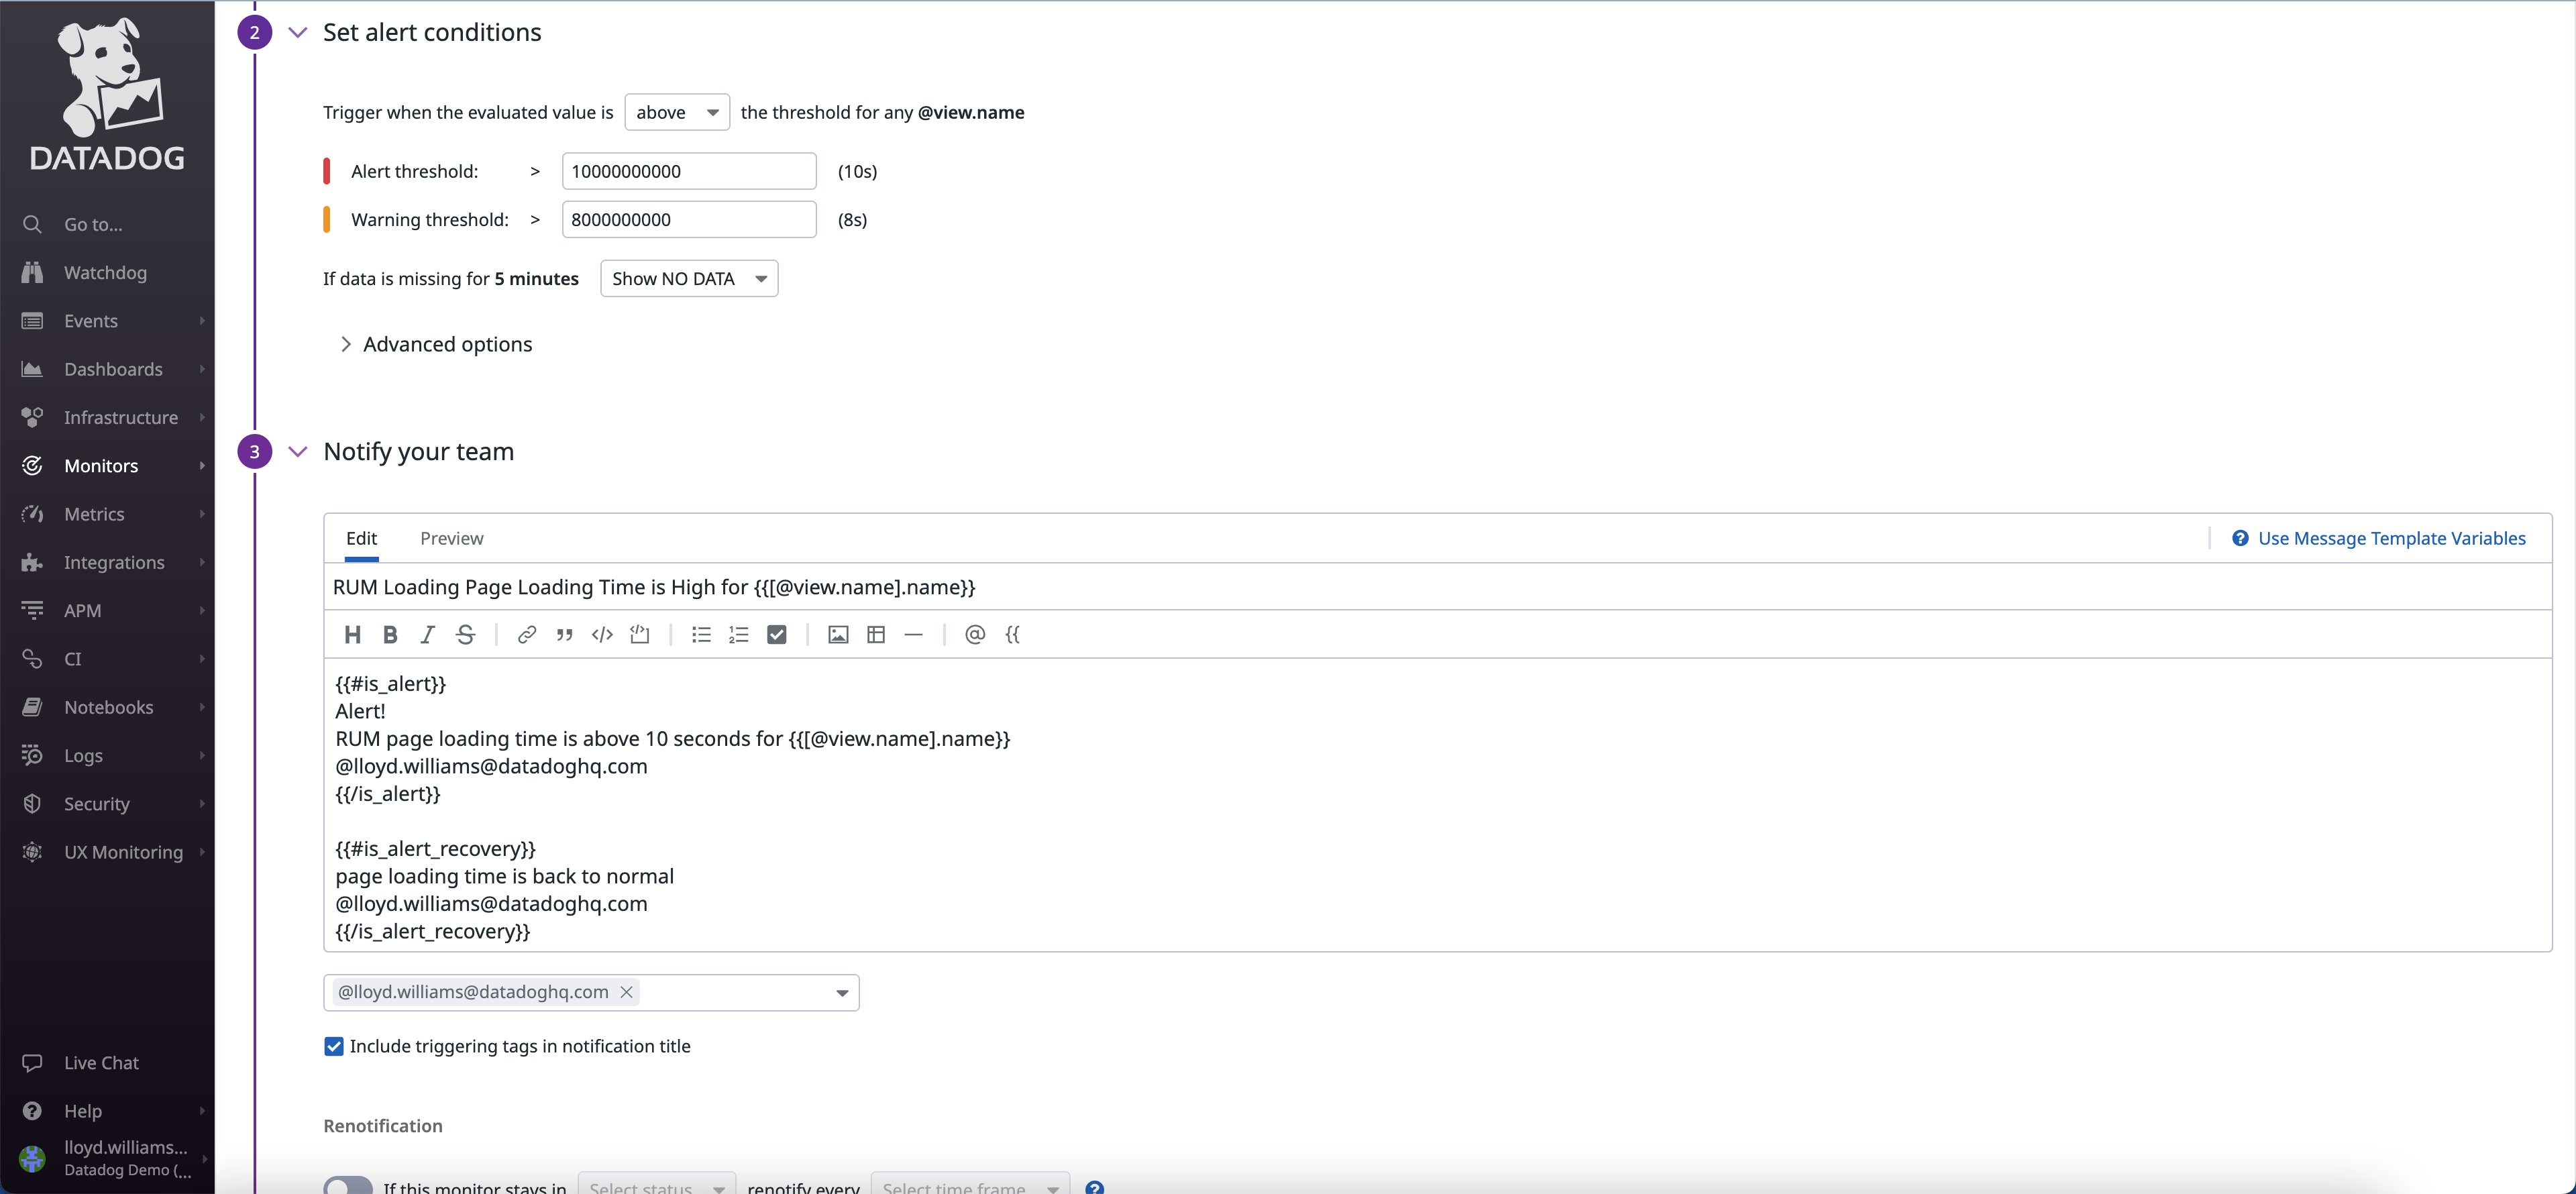 DATADOG
Go to...
Watchdog
Events
Dashboards
Infrastructure
Monitors
Metrics
Integrations
APM
CI
Notebooks
Logs
Security
UX Monitoring
Live Chat
Help
lloyd.williams...
Datadog Demo (...
2 Set alert conditions
Trigger when the evaluated value is above the threshold for any @view.name
Alert threshold: > 10000000000 (10s)
Warning threshold: > 8000000000 (8s)
If data is missing for 5 minutes Show NO DATA
Advanced options
3 Notify your team
Edit Preview Use Message Template Variables
RUM Loading Page Loading Time is High for {{[@view.name].name}}
{{#is_alert}}
Alert!
RUM page loading time is above 10 seconds for {{[@view.name].name}}
@lloyd.williams@datadoghq.com
{{/is_alert}}
{{#is_alert_recovery}}
page loading time is back to normal
@lloyd.williams@datadoghq.com
{{/is_alert_recovery}}
@lloyd.williams@datadoghq.com
Include triggering tags in notification title
Renotification
If this monitor stays in Select status renotify every Select time frame